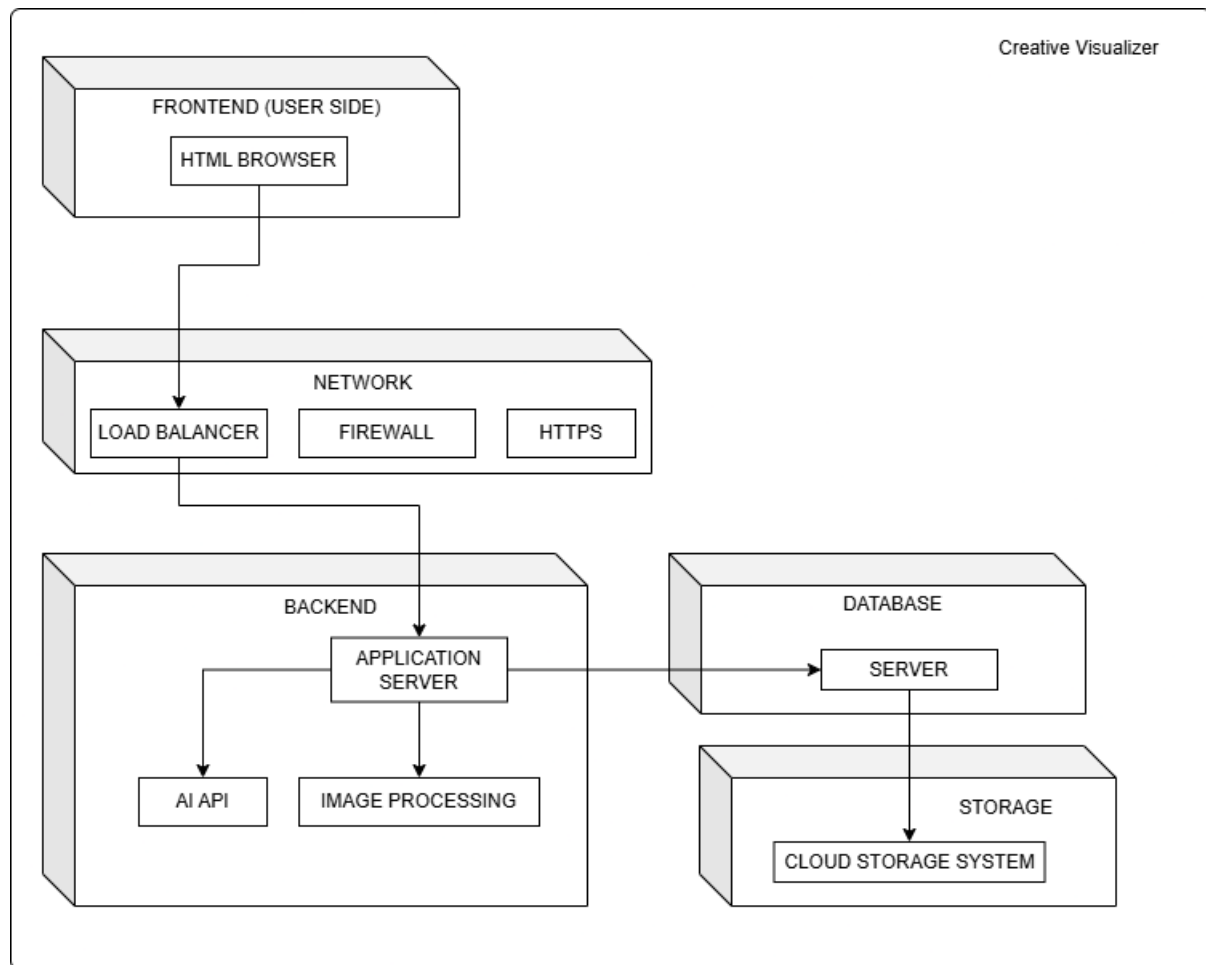 Creative Visualizer
FRONTEND (USER SIDE)
HTML BROWSER
NETWORK
LOAD BALANCER
FIREWALL
HTTPS
BACKEND
APPLICATION
SERVER
AI API
IMAGE PROCESSING
DATABASE
SERVER
STORAGE
CLOUD STORAGE SYSTEM